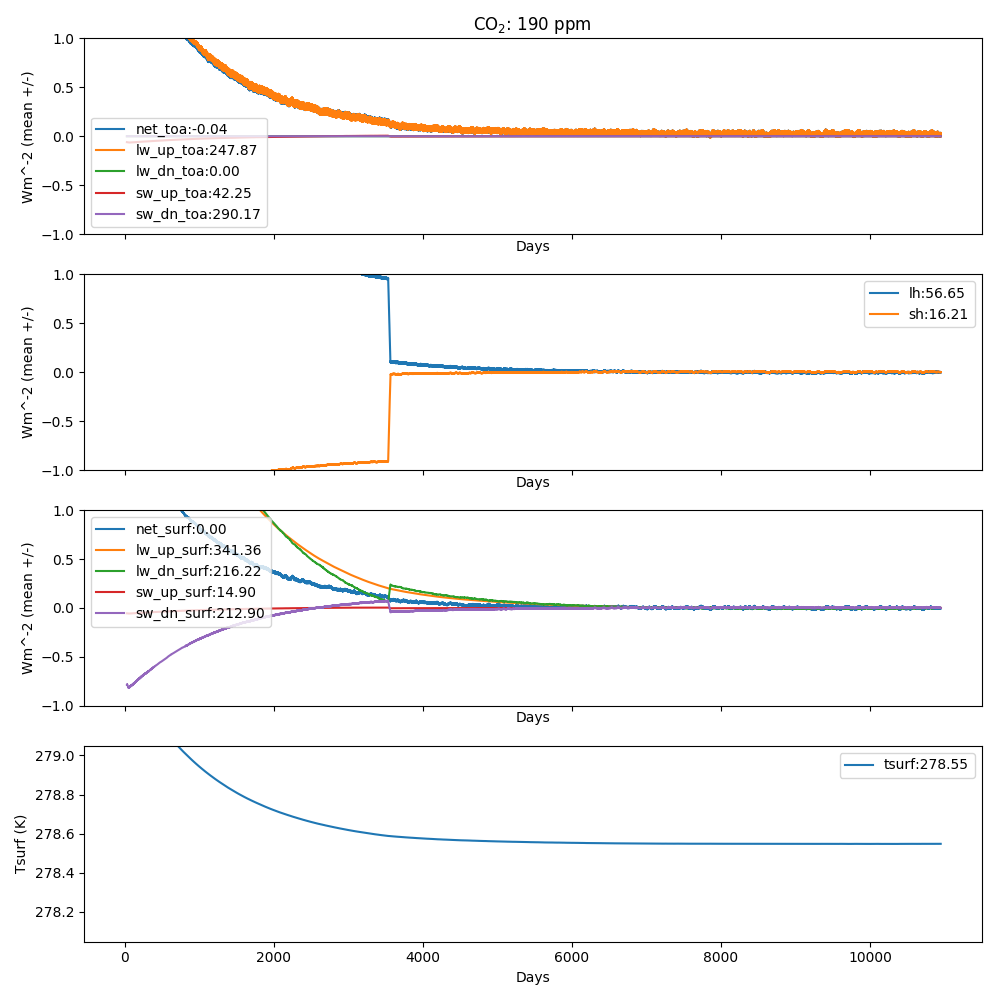 CO₂: 190 ppm
1.0
0.5
0.0
−0.5
−1.0
Wm^-2 (mean +/-)
net_toa:-0.04
lw_up_toa:247.87
lw_dn_toa:0.00
sw_up_toa:42.25
sw_dn_toa:290.17
Days
1.0
0.5
0.0
−0.5
−1.0
Wm^-2 (mean +/-)
lh:56.65
sh:16.21
Days
1.0
0.5
0.0
−0.5
−1.0
Wm^-2 (mean +/-)
net_surf:0.00
lw_up_surf:341.36
lw_dn_surf:216.22
sw_up_surf:14.90
sw_dn_surf:212.90
Days
279.0
278.8
278.6
278.4
278.2
Tsurf (K)
tsurf:278.55
0 2000 4000 6000 8000 10000
Days